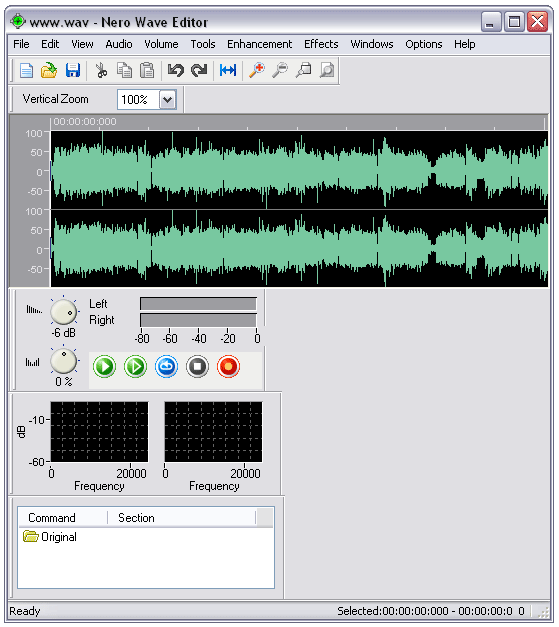 www.wav - Nero Wave Editor
File Edit View Audio Volume Tools Enhancement Effects Windows Options Help
Vertical Zoom 100%
00:00:00:000
100
50
0
-50
100
50
0
-50
Left
Right
-6 dB
-80 -60 -40 -20 0
0 %
dB
-10
-60
0 20000 0 20000
Frequency Frequency
Command Section
Original
Ready Selected:00:00:00:000 - 00:00:00:0 0